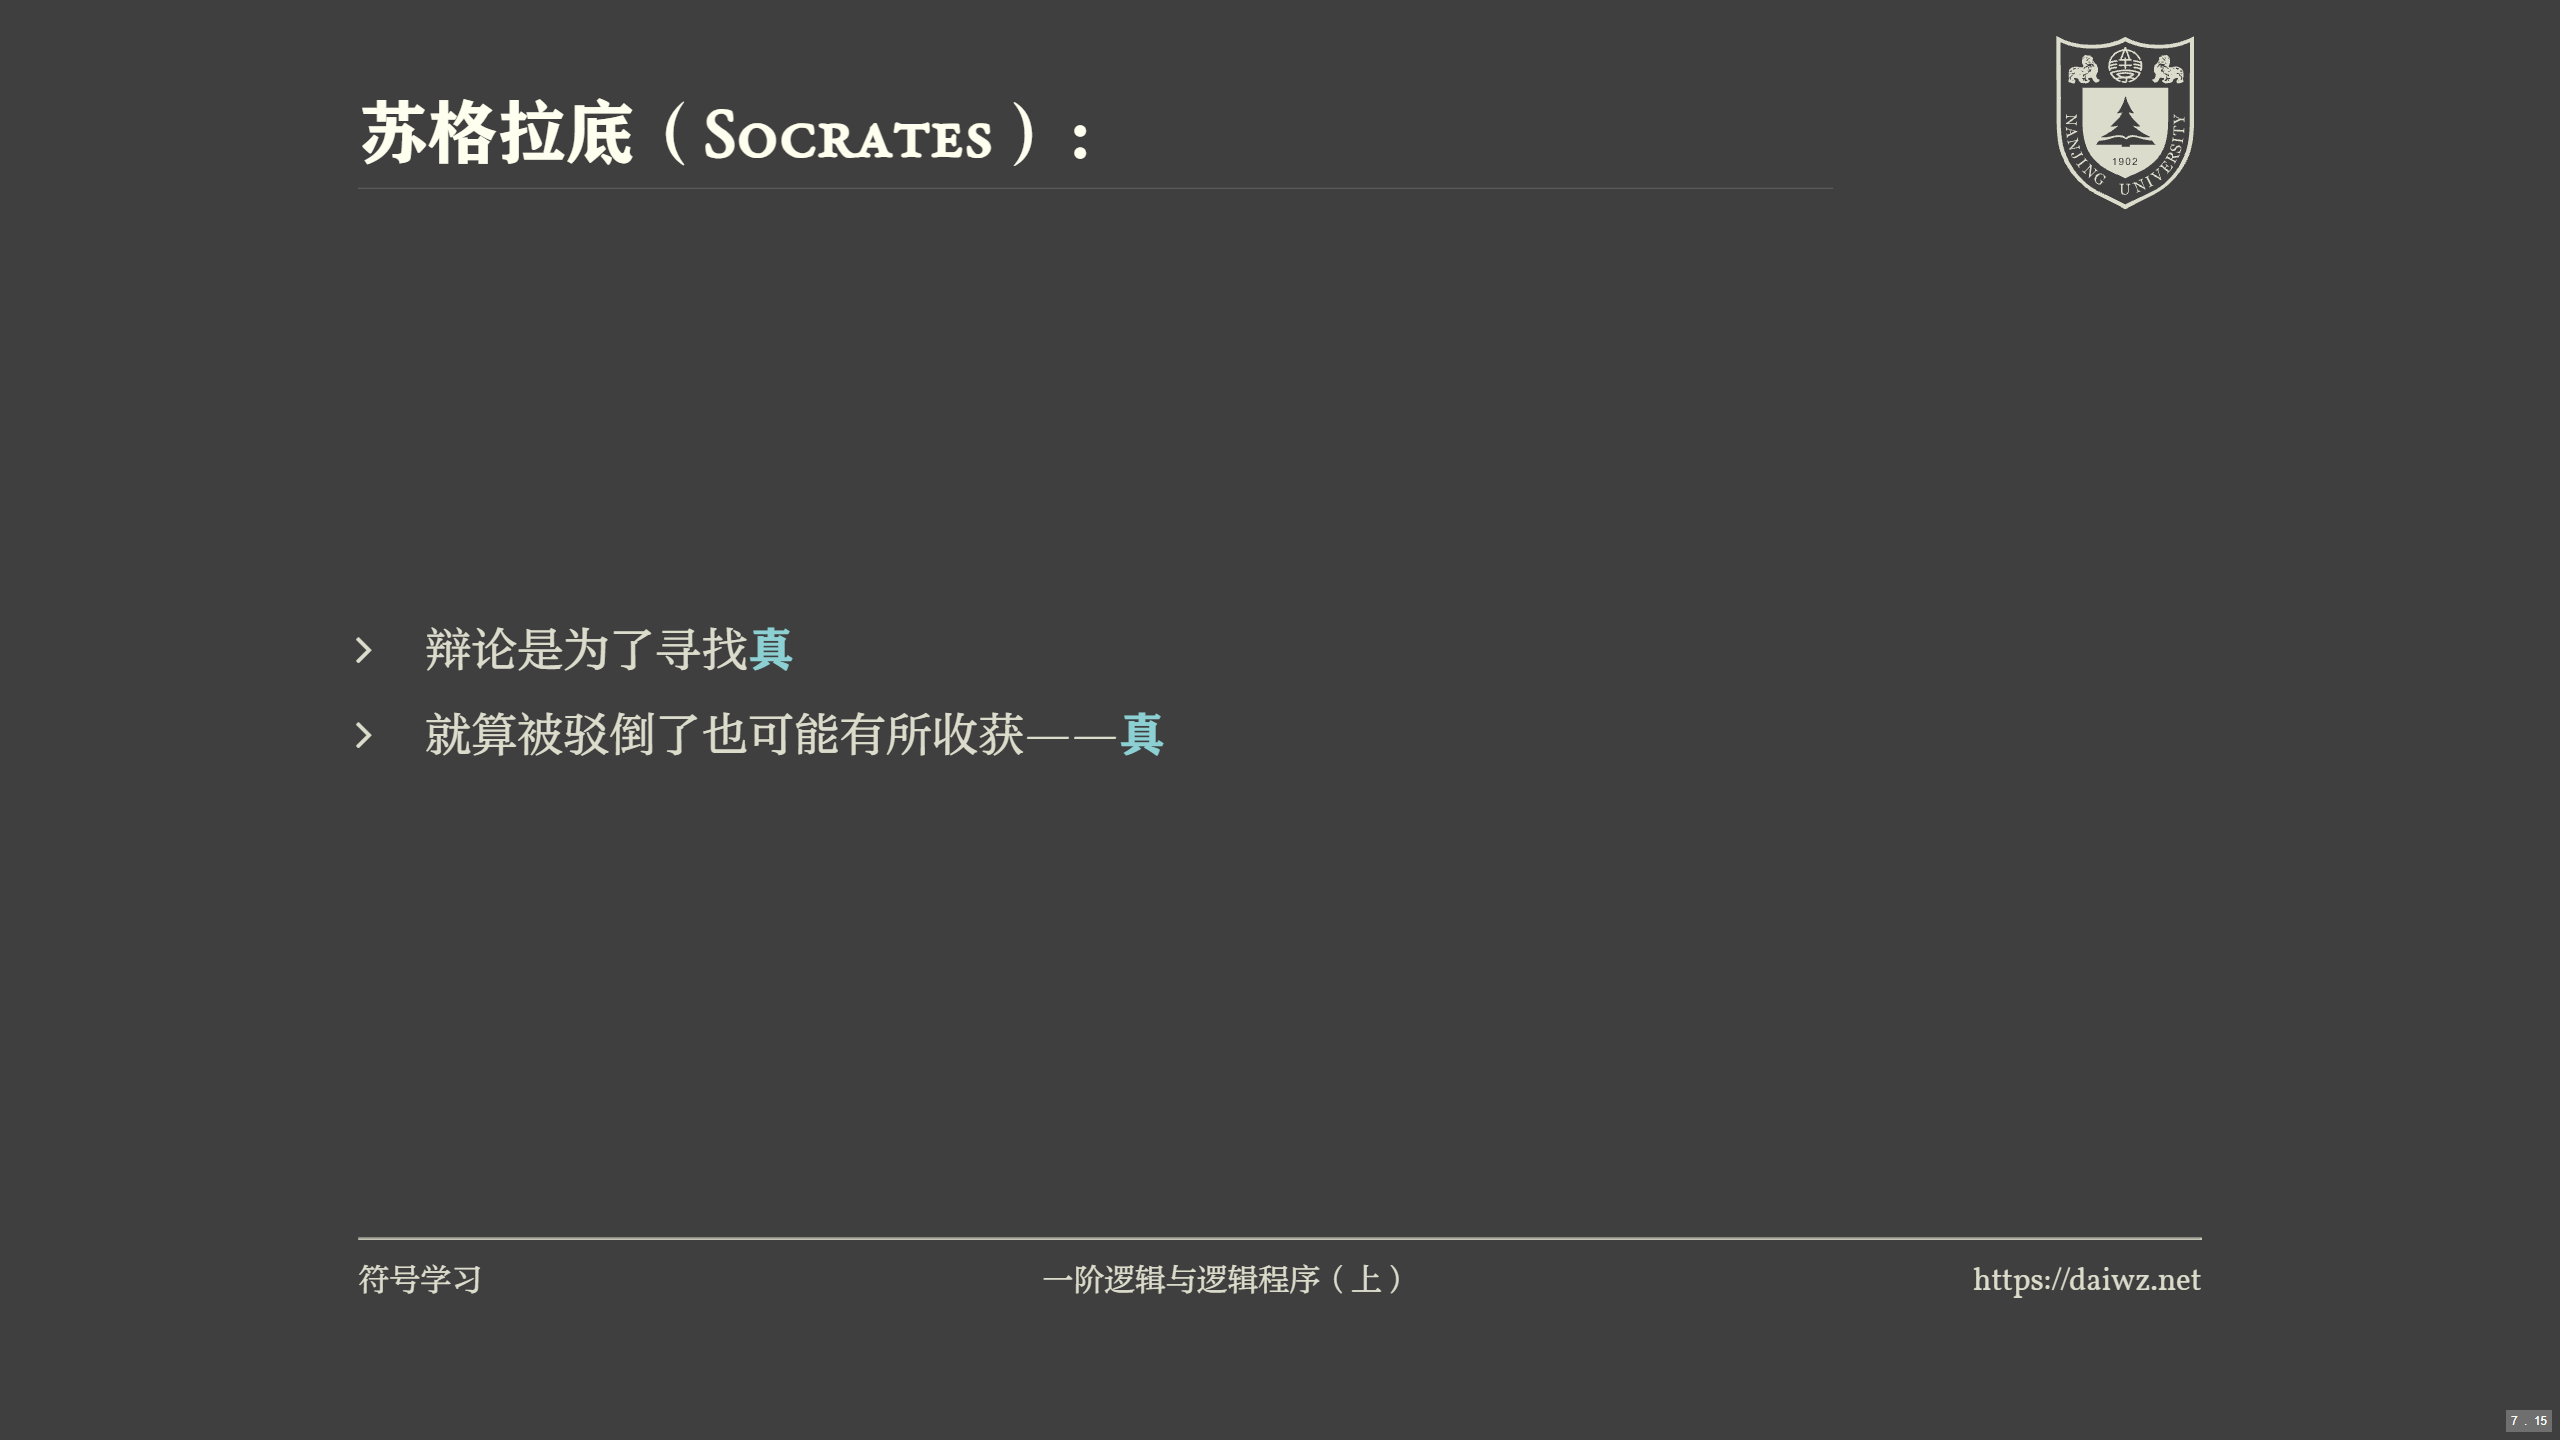 苏格拉底（Socrates）:
NANJING UNIVERSITY
1902
辩论是为了寻找真
就算被驳倒了也可能有所收获——真
符号学习
一阶逻辑与逻辑程序（上）
https://daiwz.net
7 . 15